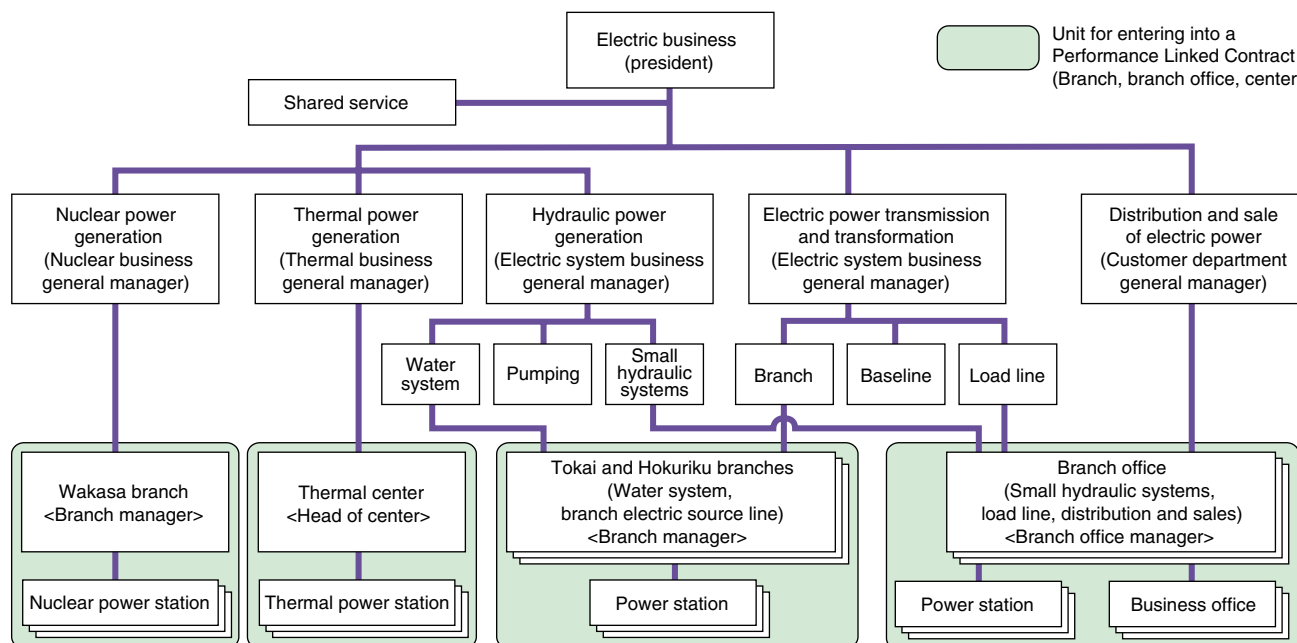 Electric business
(president)
Unit for entering into a
Performance Linked Contract
(Branch, branch office, center
Shared service
Nuclear power
generation
(Nuclear business
general manager)
Thermal power
generation
(Thermal business
general manager)
Hydraulic power
generation
(Electric system business
general manager)
Electric power transmission
and transformation
(Electric system business
general manager)
Distribution and sale
of electric power
(Customer department
general manager)
Water
system
Pumping
Small
hydraulic
systems
Branch
Baseline
Load line
Wakasa branch
<Branch manager>
Thermal center
<Head of center>
Tokai and Hokuriku branches
(Water system,
branch electric source line)
<Branch manager>
Branch office
(Small hydraulic systems,
load line, distribution and sales)
<Branch office manager>
Nuclear power station
Thermal power station
Power station
Power station
Business office